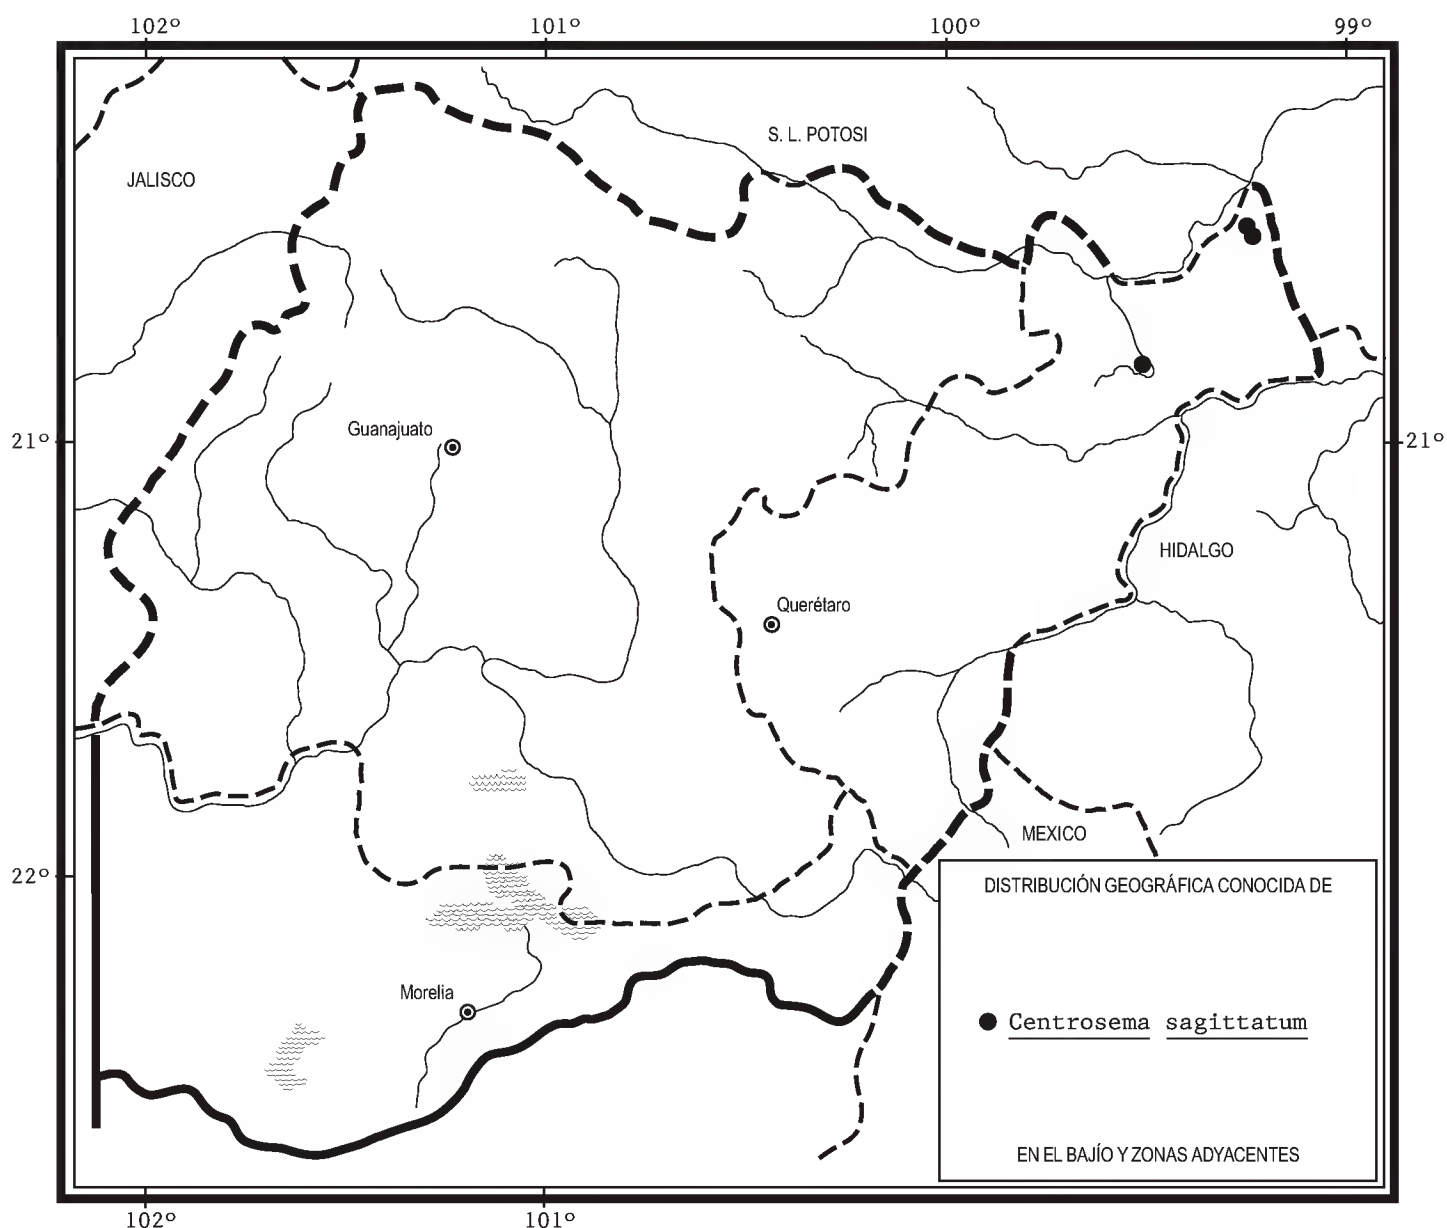 102° 101° 100° 99°
S. L. POTOSI
JALISCO
Guanajuato
21° 21°
HIDALGO
Querétaro
MEXICO
22°
DISTRIBUCIÓN GEOGRÁFICA CONOCIDA DE
Morelia
Centrosema sagittatum
EN EL BAJÍO Y ZONAS ADYACENTES
102° 101°